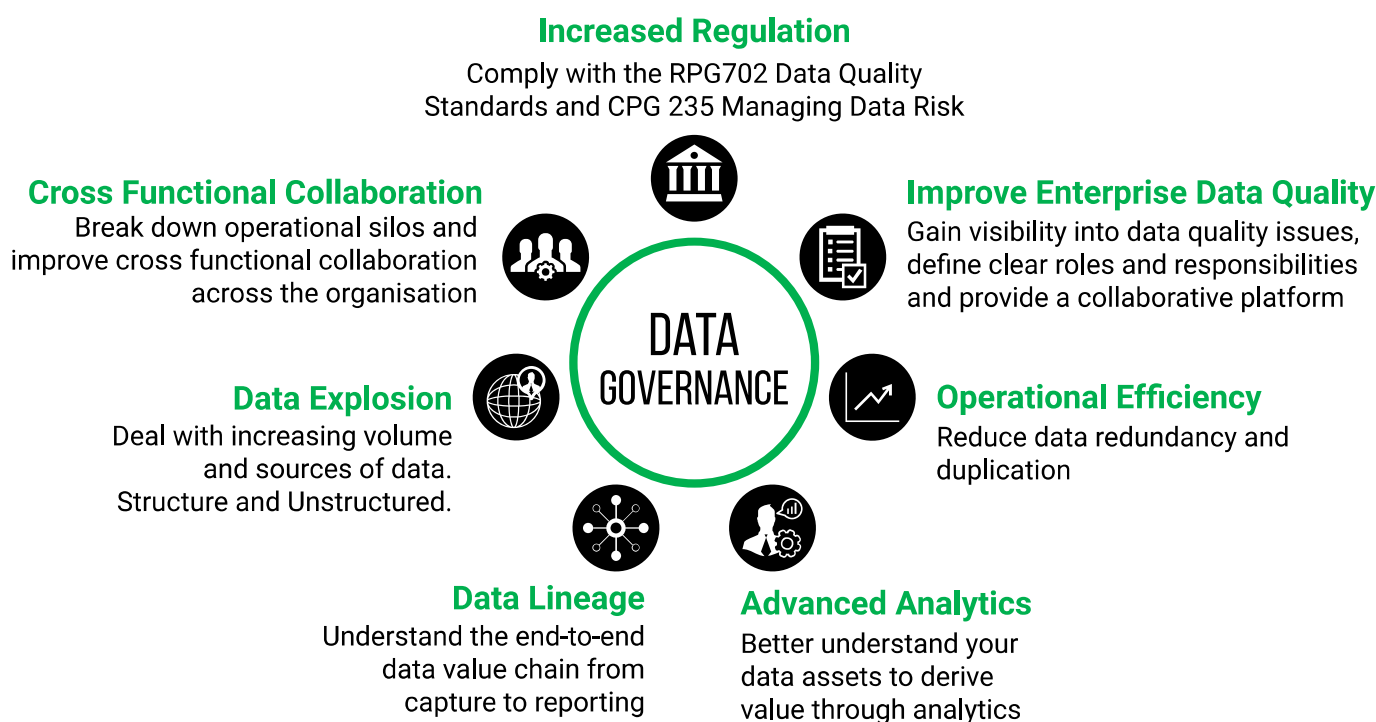 Increased Regulation
Comply with the RPG702 Data Quality
Standards and CPG 235 Managing Data Risk
Cross Functional Collaboration
Break down operational silos and
improve cross functional collaboration
across the organisation
Improve Enterprise Data Quality
Gain visibility into data quality issues,
define clear roles and responsibilities
and provide a collaborative platform
DATA
GOVERNANCE
Data Explosion
Deal with increasing volume
and sources of data.
Structure and Unstructured.
Operational Efficiency
Reduce data redundancy and
duplication
Data Lineage
Understand the end-to-end
data value chain from
capture to reporting
Advanced Analytics
Better understand your
data assets to derive
value through analytics